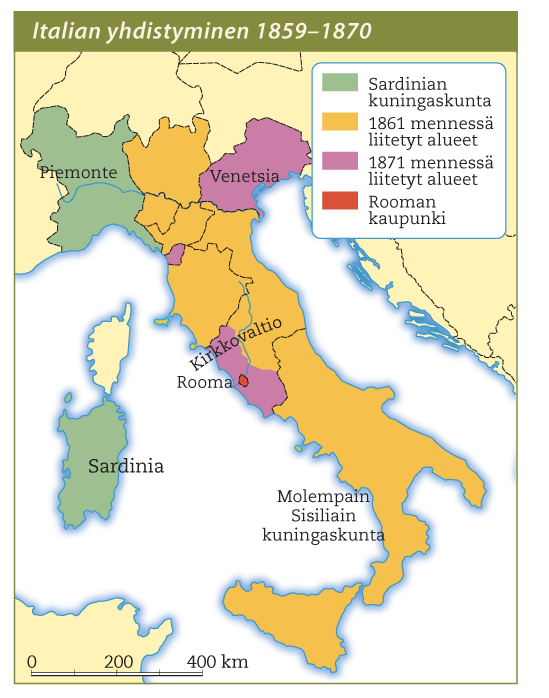 Italian yhdistyminen 1859–1870
Sardinian
kuningaskunta
1861 mennessä
liitetyt alueet
1871 mennessä
liitetyt alueet
Rooman
kaupunki
Piemonte
Venetsia
Kirkkovaltio
Rooma
Sardinia
Molempain
Sisiliain
kuningaskunta
0 200 400 km